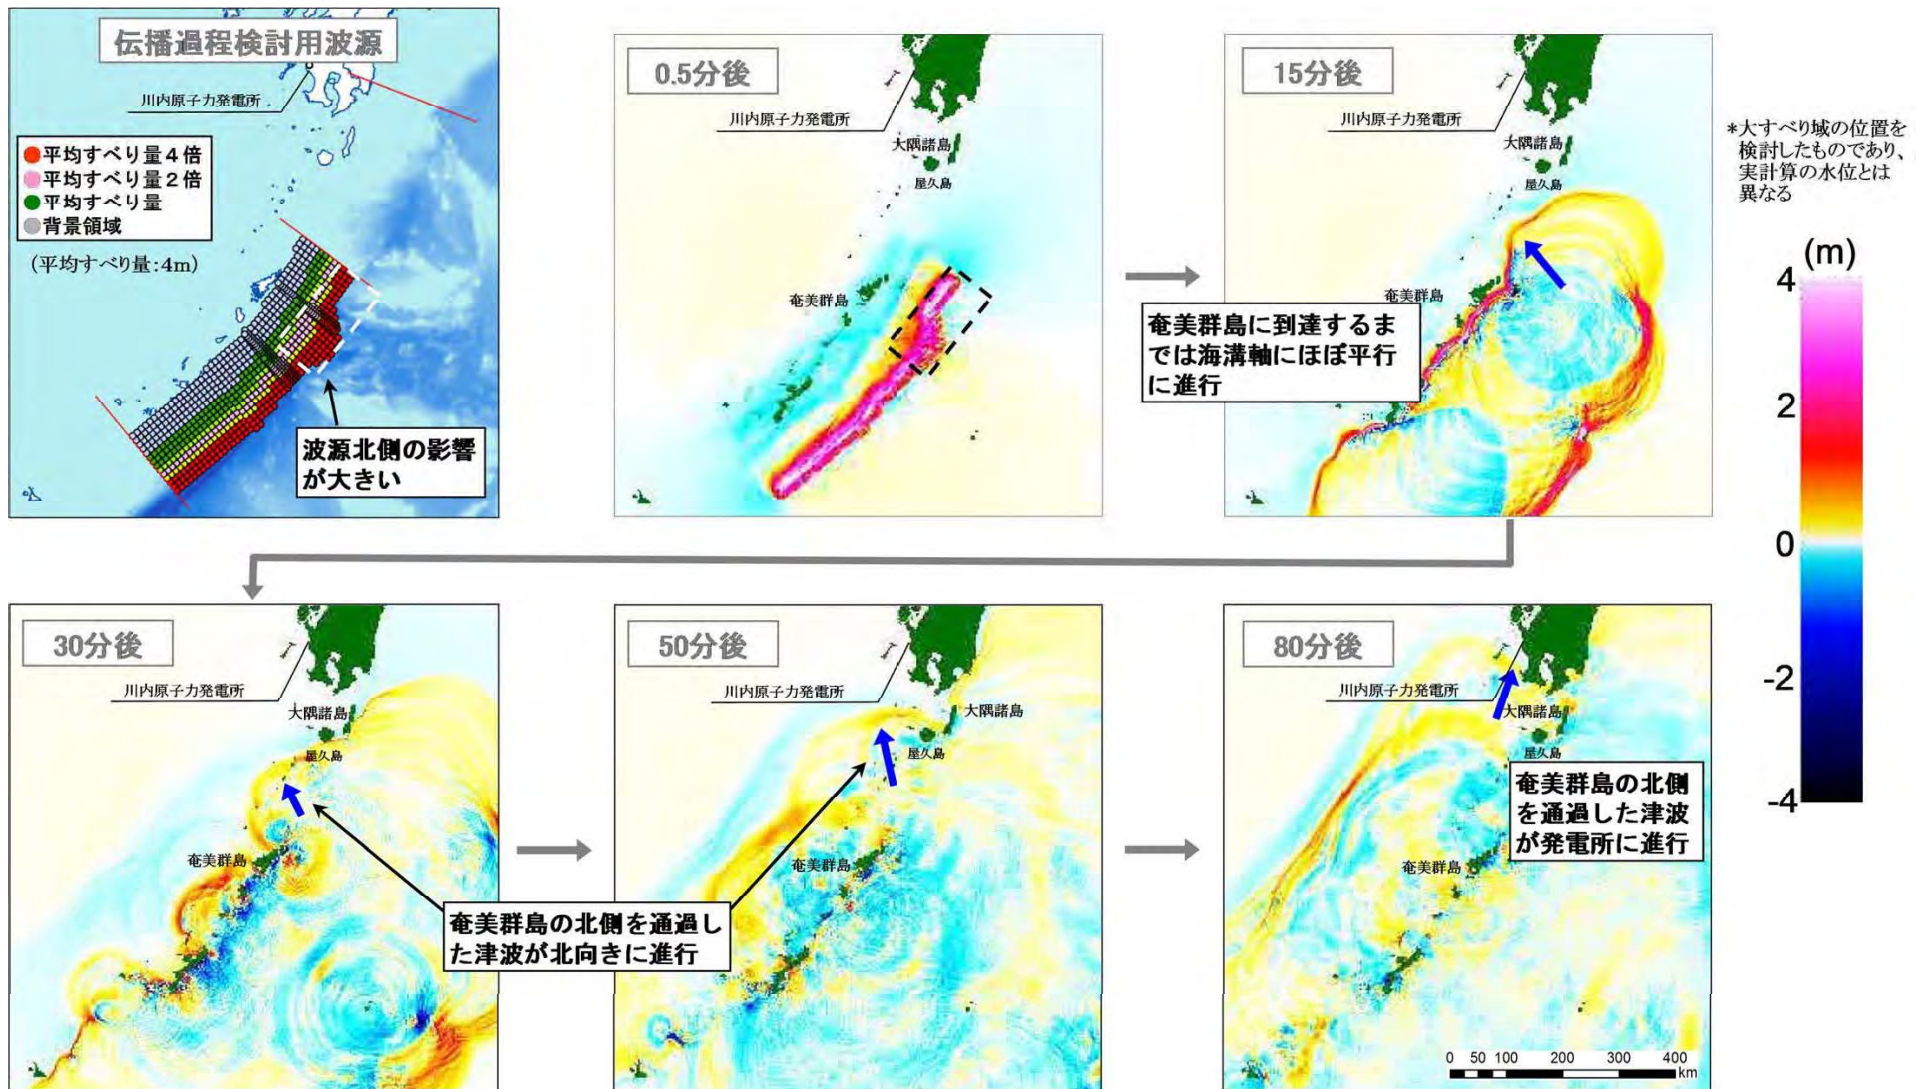 伝播過程検討用波源
川内原子力発電所
●平均すべり量４倍
●平均すべり量２倍
●平均すべり量
●背景領域
(平均すべり量:4m)
波源北側の影響
が大きい
0.5分後
川内原子力発電所
大隅諸島
屋久島
奄美群島
15分後
川内原子力発電所
大隅諸島
屋久島
奄美群島
奄美群島に到達するま
では海溝軸にほぼ平行
に進行
*大すべり域の位置を
検討したものであり、
実計算の水位とは
異なる
(m)
4
2
0
-2
-4
30分後
川内原子力発電所
大隅諸島
屋久島
奄美群島
奄美群島の北側を通過し
た津波が北向きに進行
50分後
川内原子力発電所
大隅諸島
屋久島
奄美群島
80分後
川内原子力発電所
大隅諸島
屋久島
奄美群島
奄美群島の北側
を通過した津波
が発電所に進行
0 50 100 200 300 400
km